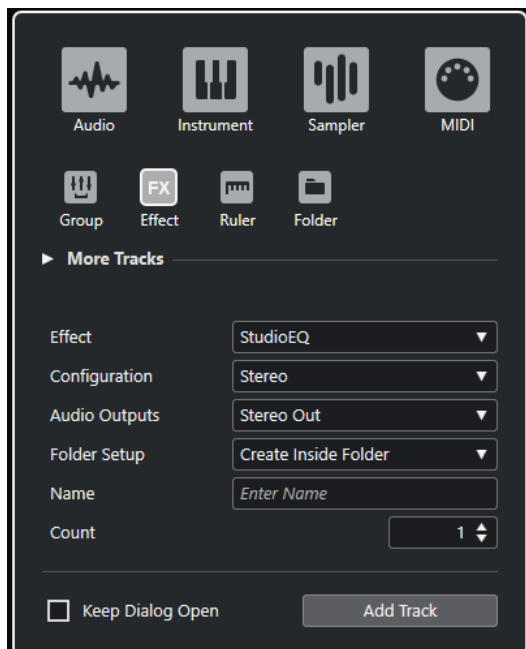 Audio Instrument Sampler MIDI
FX
Group Effect Ruler Folder
More Tracks
Effect StudioEQ
Configuration Stereo
Audio Outputs Stereo Out
Folder Setup Create Inside Folder
Name Enter Name
Count 1
Keep Dialog Open Add Track